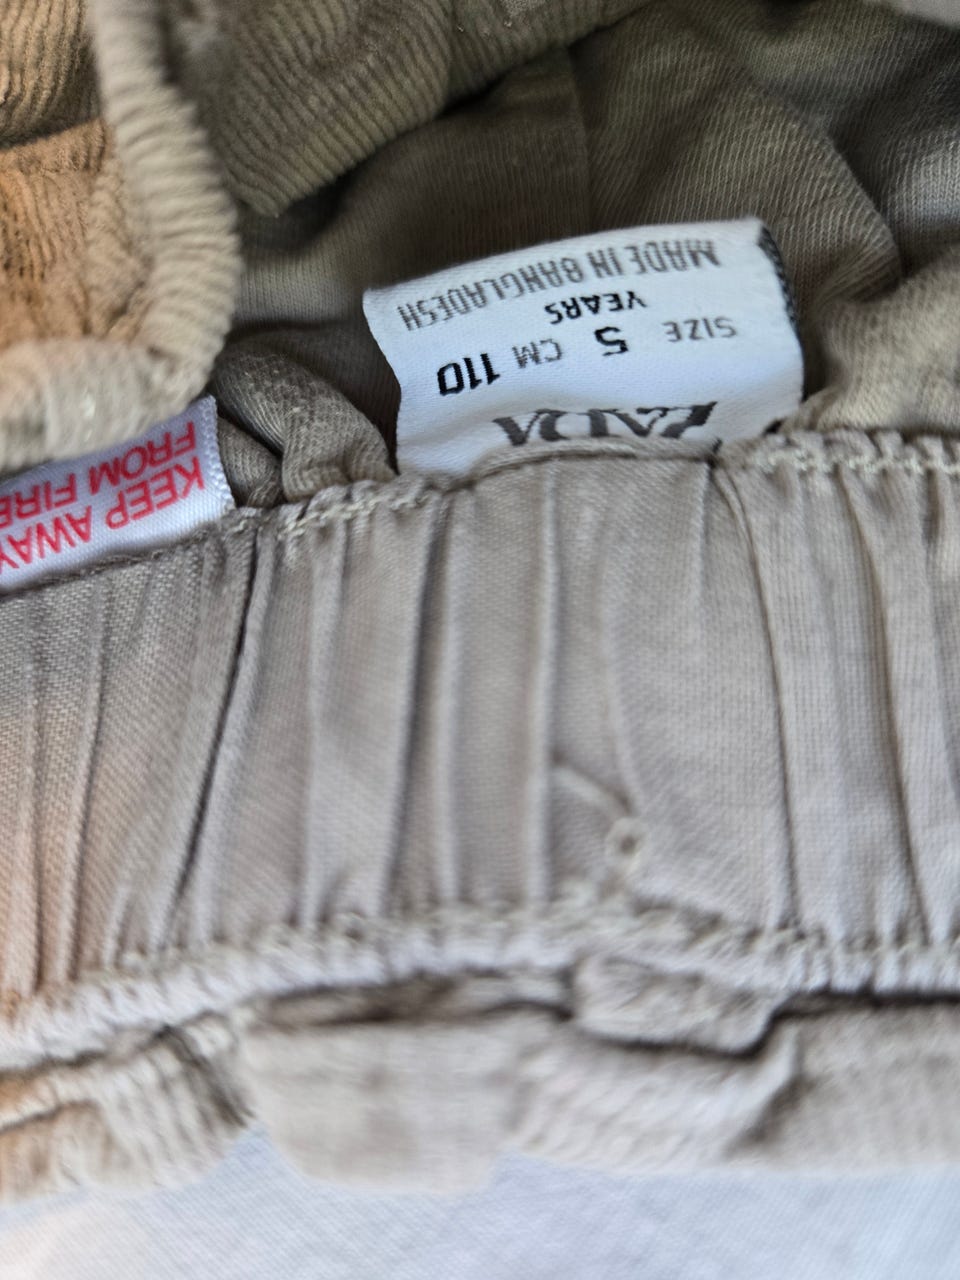 ZARA
SIZE 5 CM 110
YEARS
MADE IN BANGLADESH
KEEP AWAY
FROM FIRE